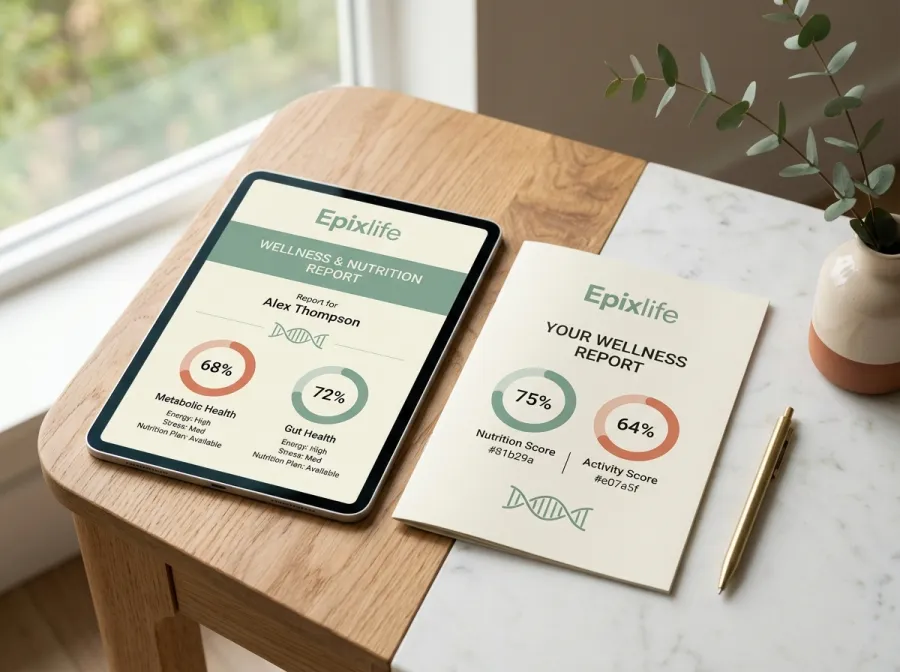 Epixlife
WELLNESS & NUTRITION
REPORT
Report for
Alex Thompson
68%
Metabolic Health
Energy: High
Stress: Med
Nutrition Plan: Available
72%
Gut Health
Energy: High
Stress: Med
Nutrition Plan: Available
Epixlife
YOUR WELLNESS
REPORT
75%
Nutrition Score
#81b29a
64%
Activity Score
#e07a5f